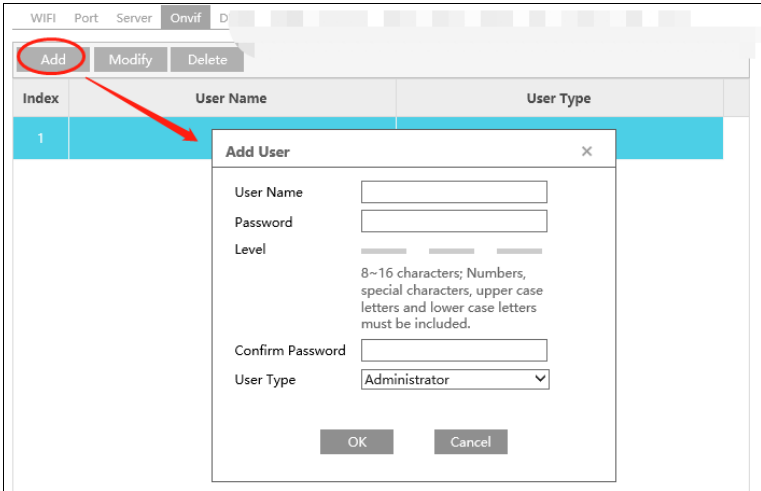 WIFI Port Server Onvif D
Add Modify Delete
Index User Name User Type
1
Add User ×
User Name
Password
Level
8~16 characters; Numbers,
special characters, upper case
letters and lower case letters
must be included.
Confirm Password
User Type Administrator
OK Cancel